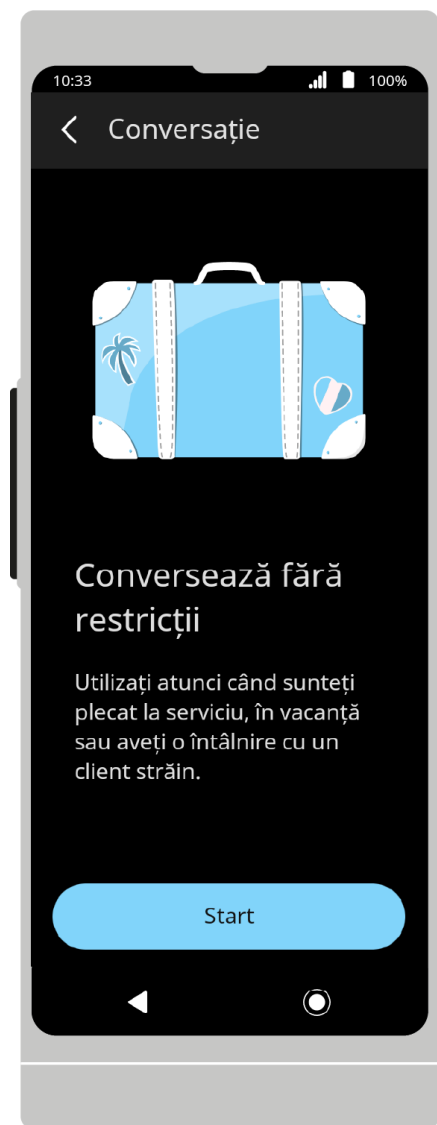 10:33
100%
Conversație
Conversează fără
restricții
Utilizați atunci când sunteți
plecat la serviciu, în vacanță
sau aveți o întâlnire cu un
client străin.
Start